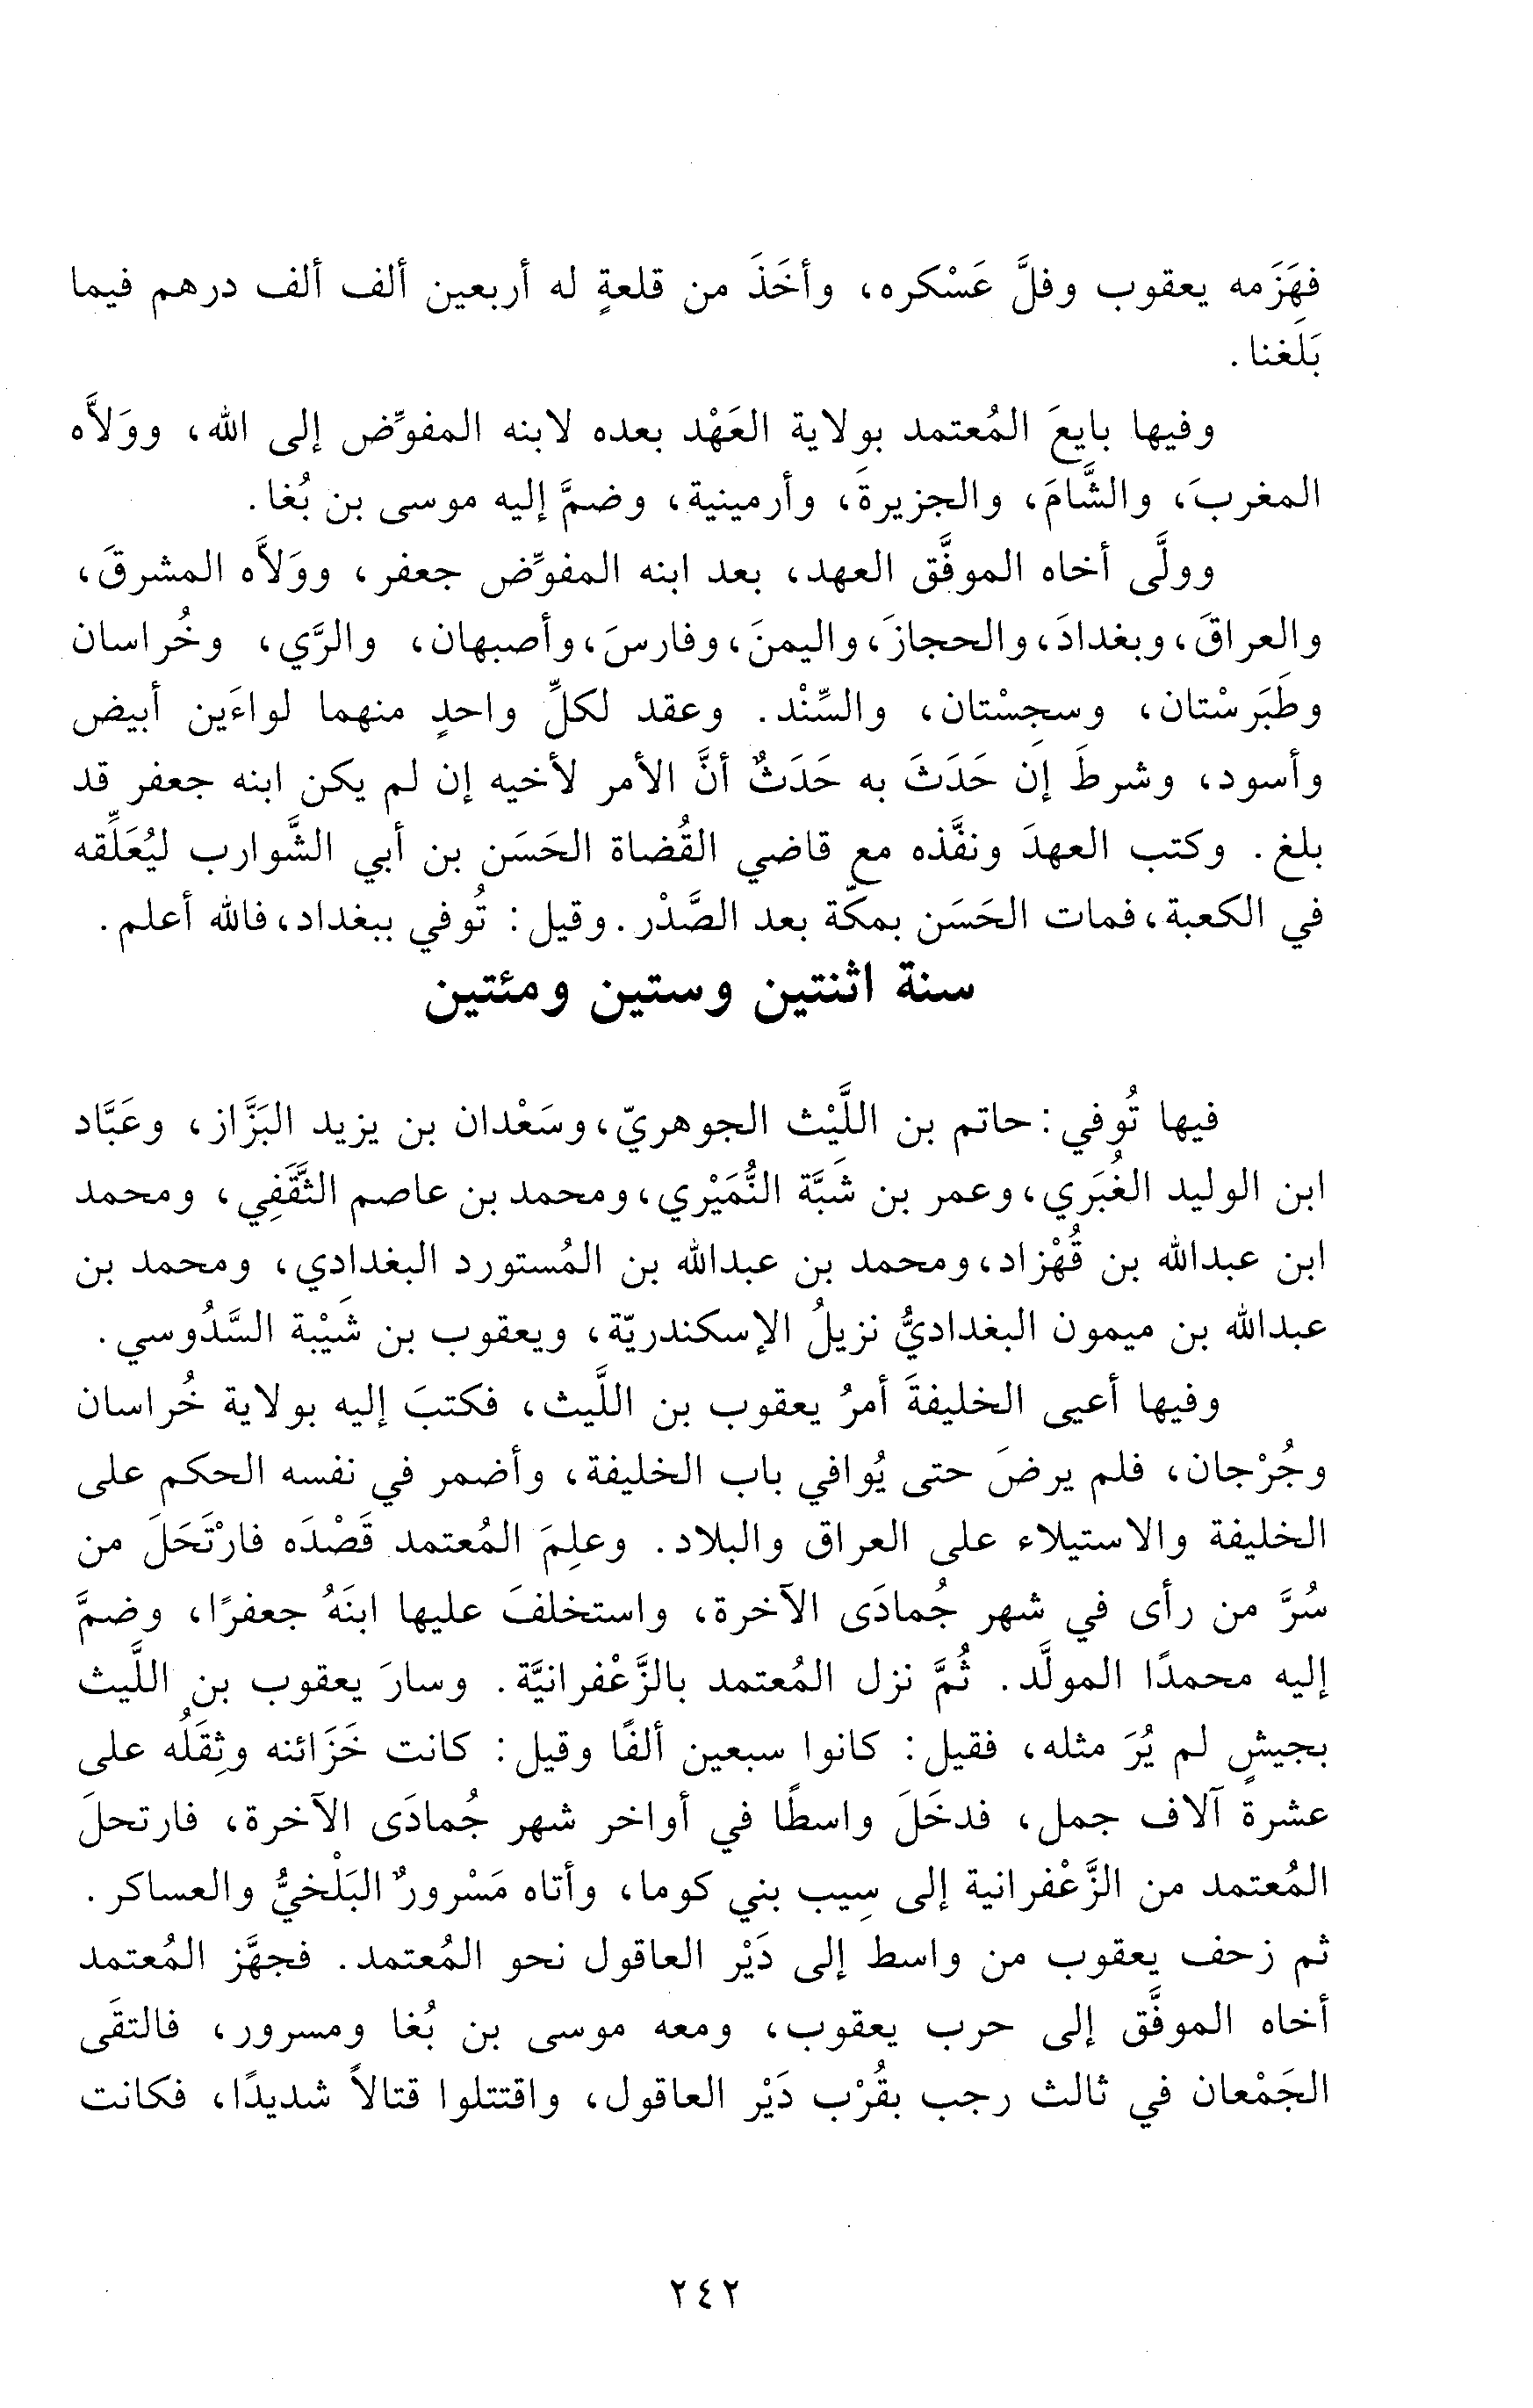 فهَزَمه يعقوب وفلَّ عَسْكره، وأخَذَ من قلعةٍ له أربعين ألف ألف درهم فيما
بَلَغنا.
وفيها بايعَ المُعتمد بولاية العَهْد بعده لابنه المفوِّض إلى الله، وولاَّه
المغربَ، والشَّامَ، والجزيرةَ، وأرمينية، وضمَّ إليه موسى بن بُغا.
وولَّى أخاه الموفَّق العهد، بعد ابنه المفوِّض جعفر، وولاَّه المشرقَ،
والعراقَ، وبغدادَ، والحجازَ، واليمنَ، وفارسَ، وأصبهان، والرَّي، وخُراسان
وطَبَرسْتان، وسجِسْتان، والسِّنْد. وعقد لكلِّ واحدٍ منهما لواءَين أبيض
وأسود، وشرطَ إن حَدَثَ به حَدَثٌ أنَّ الأمر لأخيه إن لم يكن ابنه جعفر قد
بلغ. وكتب العهدَ ونفَّذه مع قاضي القُضاة الحَسَن بن أبي الشَّوارب ليُعَلِّقه
في الكعبة، فمات الحَسَن بمكّة بعد الصَّدْر. وقيل: تُوفي ببغداد، فالله أعلم.
سنة اثنتين وستين ومئتين
فيها تُوفي: حاتم بن اللَّيْث الجوهريّ، وسَعْدان بن يزيد البَزَّاز، وعَبَّاد
ابن الوليد الغُبَري، وعمر بن شَبَّة النُّمَيْري، ومحمد بن عاصم الثَّقَفِي، ومحمد
ابن عبدالله بن قُهْزاد، ومحمد بن عبدالله بن المُستورد البغدادي، ومحمد بن
عبدالله بن ميمون البغداديُّ نزيلُ الإسكندريّة، ويعقوب بن شَيْبة السَّدُوسي.
وفيها أعيى الخليفةَ أمرُ يعقوب بن اللَّيث، فكتبَ إليه بولاية خُراسان
وجُرْجان، فلم يرضَ حتى يُوافي باب الخليفة، وأضمر في نفسه الحكم على
الخليفة والاستيلاء على العراق والبلاد. وعلِمَ المُعتمد قَصْدَه فارْتَحَلَ من
سُرَّ من رأى في شهر جُمادَى الآخرة، واستخلفَ عليها ابنَهُ جعفرًا، وضمَّ
إليه محمدًا المولَّد. ثُمَّ نزل المُعتمد بالزَّعْفرانيَّة. وسارَ يعقوب بن اللَّيث
بجيشٍ لم يُرَ مثله، فقيل: كانوا سبعين ألفًا وقيل: كانت خَزَائنه وثِقَلُه على
عشرة آلاف جمل، فدخَلَ واسطًا في أواخر شهر جُمادَى الآخرة، فارتحلَ
المُعتمد من الزَّعْفرانية إلى سِيب بني كوما، وأتاه مَسْرورٌ البَلْخيُّ والعساكر.
ثم زحف يعقوب من واسط إلى دَيْر العاقول نحو المُعتمد. فجهَّز المُعتمد
أخاه الموفَّق إلى حرب يعقوب، ومعه موسى بن بُغا ومسرور، فالتقَى
الجَمْعان في ثالث رجب بقُرْب دَيْر العاقول، واقتتلوا قتالاً شديدًا، فكانت
٢٤٢